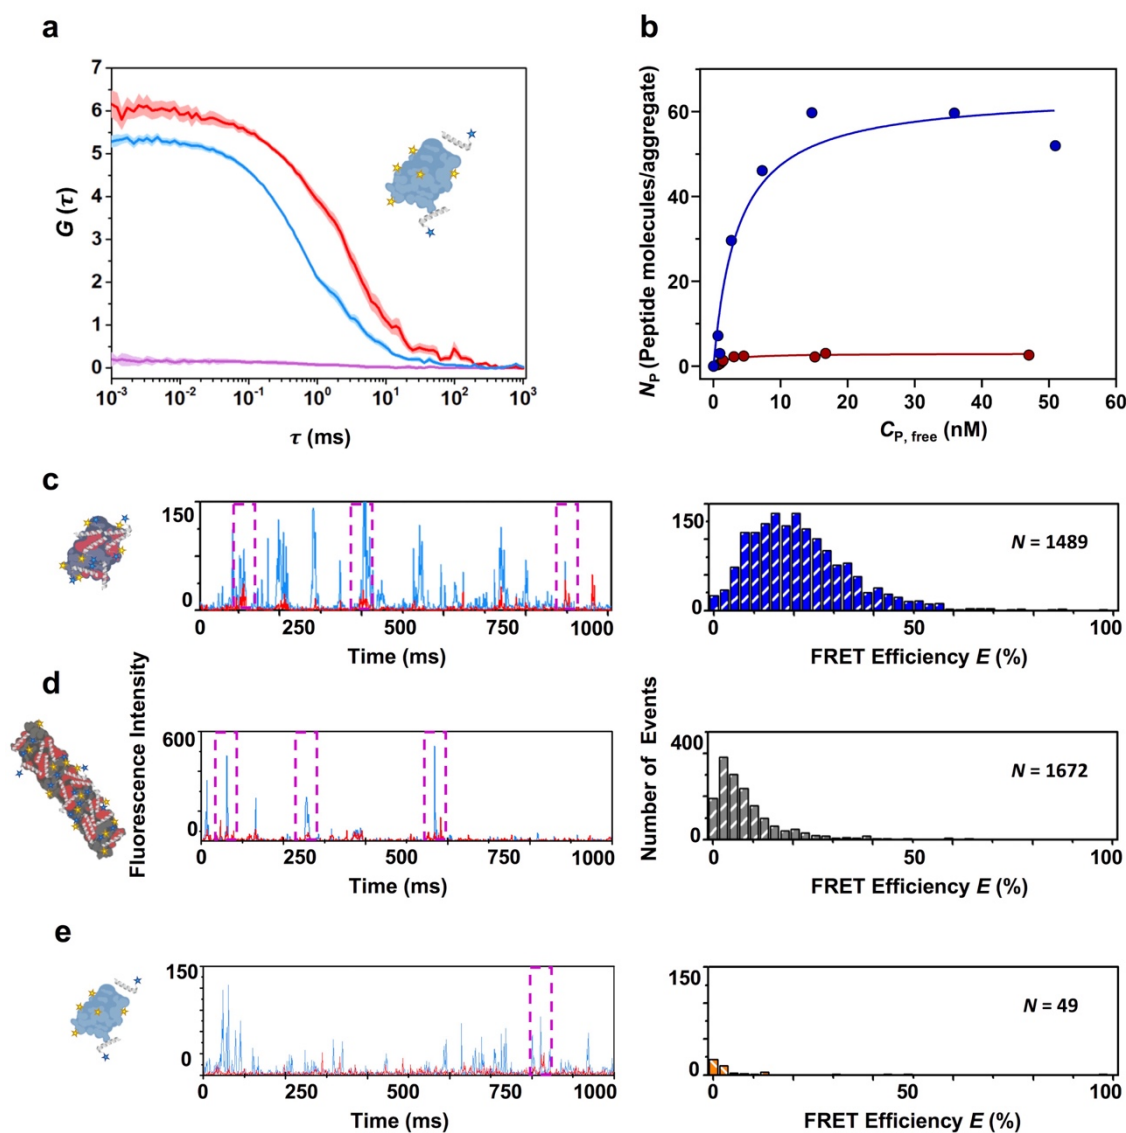 a
7
6
5
4
3
2
1
0
G (τ)
10⁻³ 10⁻² 10⁻¹ 10⁰ 10¹ 10² 10³
τ (ms)
b
60
40
20
0
N_P (Peptide molecules/aggregate)
0 10 20 30 40 50 60
C_P, free (nM)
c
150
0
0 250 500 750 1000
Time (ms)
150
0
N = 1489
0 50 100
FRET Efficiency E (%)
d
Fluorescence Intensity
600
0
0 250 500 750 1000
Time (ms)
Number of Events
400
0
N = 1672
0 50 100
FRET Efficiency E (%)
e
150
0
0 250 500 750 1000
Time (ms)
150
0
N = 49
0 50 100
FRET Efficiency E (%)